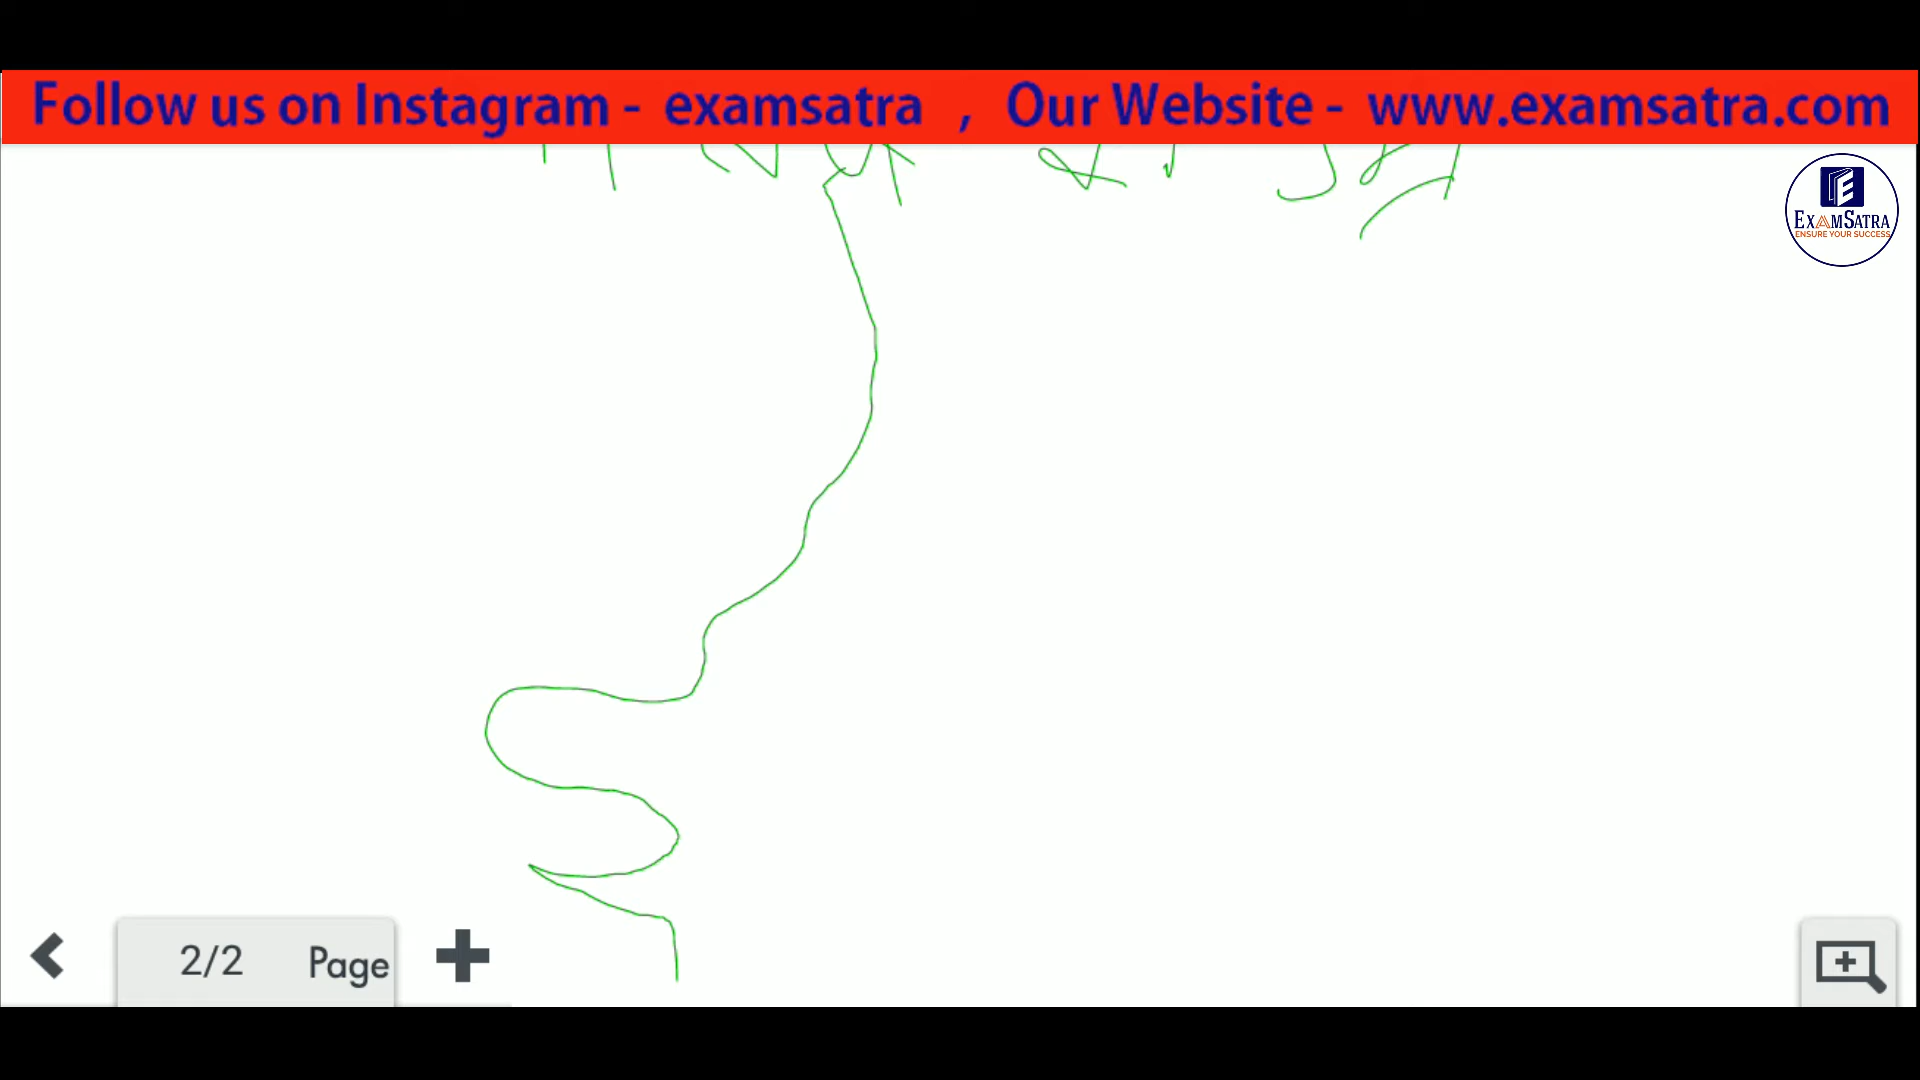 Follow us on Instagram - examsatra , Our Website - www.examsatra.com
E
EXAMSATRA
ENSURE YOUR SUCCESS
2/2 Page